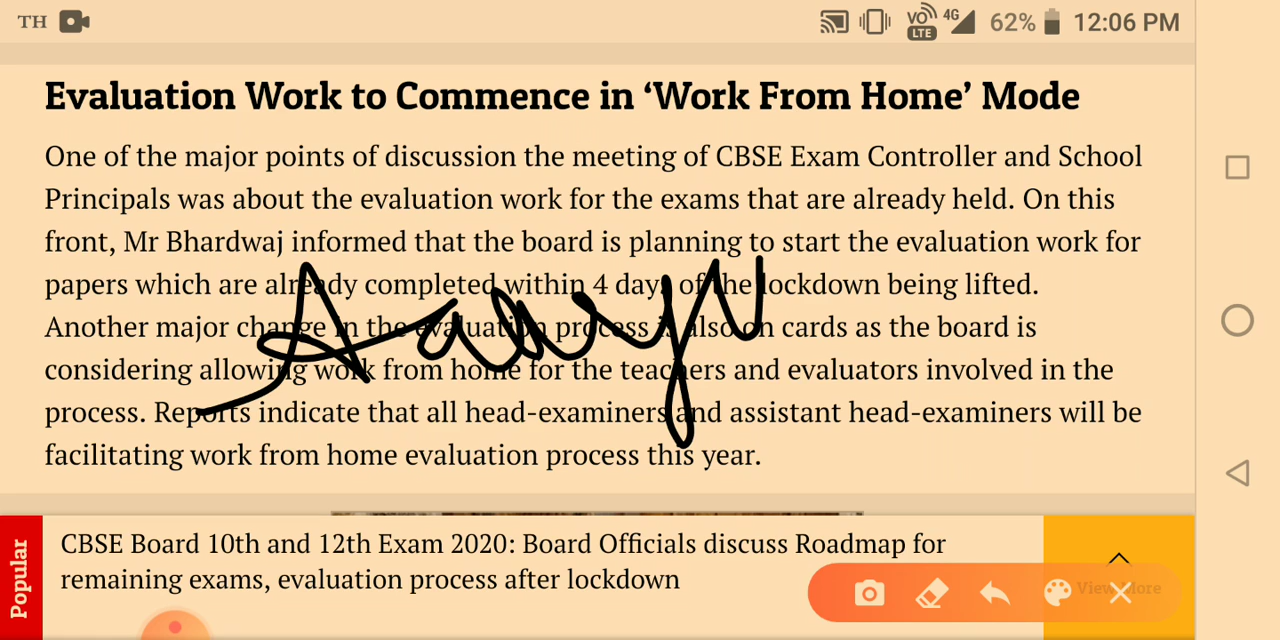 TH
VO LTE 4G 62% 12:06 PM
Evaluation Work to Commence in ‘Work From Home’ Mode
One of the major points of discussion the meeting of CBSE Exam Controller and School
Principals was about the evaluation work for the exams that are already held. On this
front, Mr Bhardwaj informed that the board is planning to start the evaluation work for
papers which are already completed within 4 days of the lockdown being lifted.
Another major change in the evaluation process is also on cards as the board is
considering allowing work from home for the teachers and evaluators involved in the
process. Reports indicate that all head-examiners and assistant head-examiners will be
facilitating work from home evaluation process this year.
Popular
CBSE Board 10th and 12th Exam 2020: Board Officials discuss Roadmap for
remaining exams, evaluation process after lockdown
View More